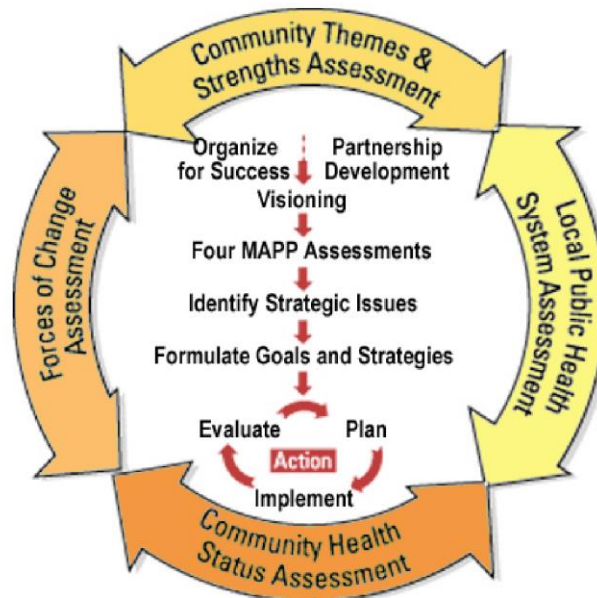 Community Themes &
Strengths Assessment
Organize
for Success
Partnership
Development
Visioning
Four MAPP Assessments
Identify Strategic Issues
Formulate Goals and Strategies
Evaluate
Plan
Action
Implement
Forces of Change
Assessment
Local Public Health
System Assessment
Community Health
Status Assessment